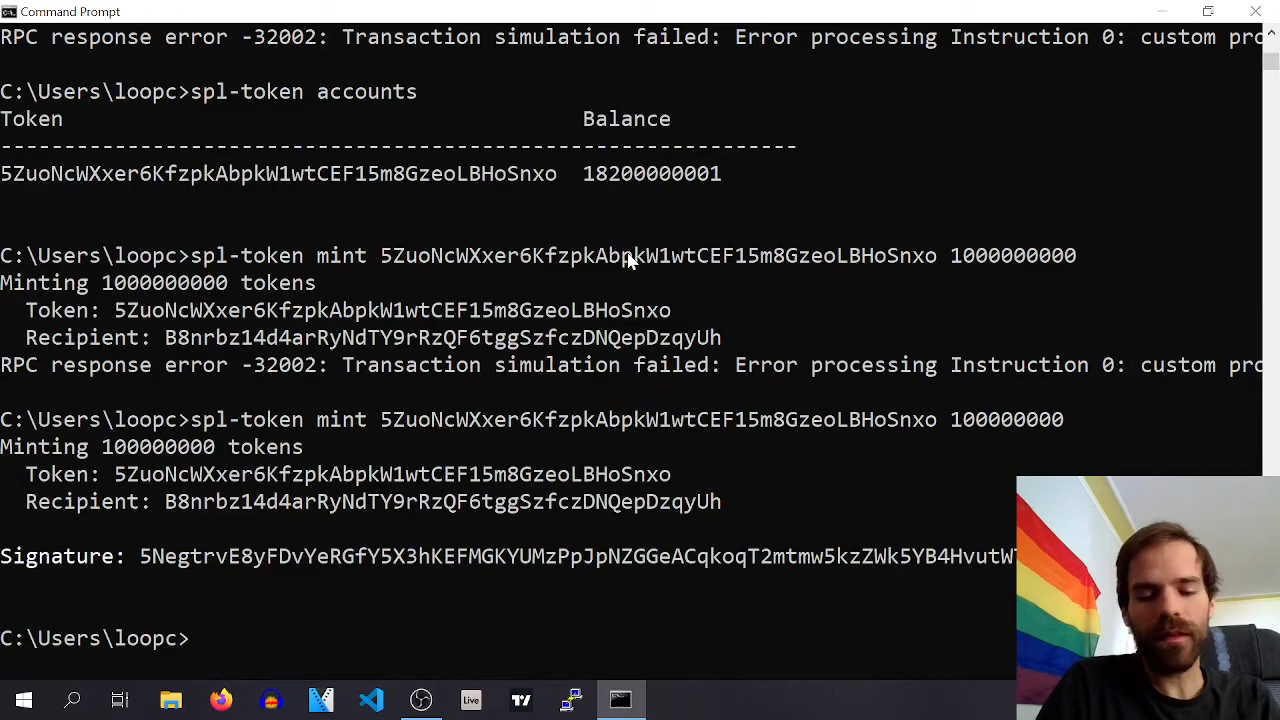 Command Prompt
RPC response error -32002: Transaction simulation failed: Error processing Instruction 0: custom pro
C:\Users\loopc>spl-token accounts
Token Balance
---------------------------------------------------------------
5ZuoNcWXxer6KfzpkAbpkW1wtCEF15m8GzeoLBHoSnxo 18200000001
C:\Users\loopc>spl-token mint 5ZuoNcWXxer6KfzpkAbpkW1wtCEF15m8GzeoLBHoSnxo 1000000000
Minting 1000000000 tokens
Token: 5ZuoNcWXxer6KfzpkAbpkW1wtCEF15m8GzeoLBHoSnxo
Recipient: B8nrbz14d4arRyNdTY9rRzQF6tggSzfczDNQepDzqyUh
RPC response error -32002: Transaction simulation failed: Error processing Instruction 0: custom pro
C:\Users\loopc>spl-token mint 5ZuoNcWXxer6KfzpkAbpkW1wtCEF15m8GzeoLBHoSnxo 100000000
Minting 100000000 tokens
Token: 5ZuoNcWXxer6KfzpkAbpkW1wtCEF15m8GzeoLBHoSnxo
Recipient: B8nrbz14d4arRyNdTY9rRzQF6tggSzfczDNQepDzqyUh
Signature: 5NegtrvE8yFDvYeRGfY5X3hKEFMGKYUMzPpJpNZGGeACqkoqT2mtmw5kzZWk5YB4HvutW
C:\Users\loopc>
Live